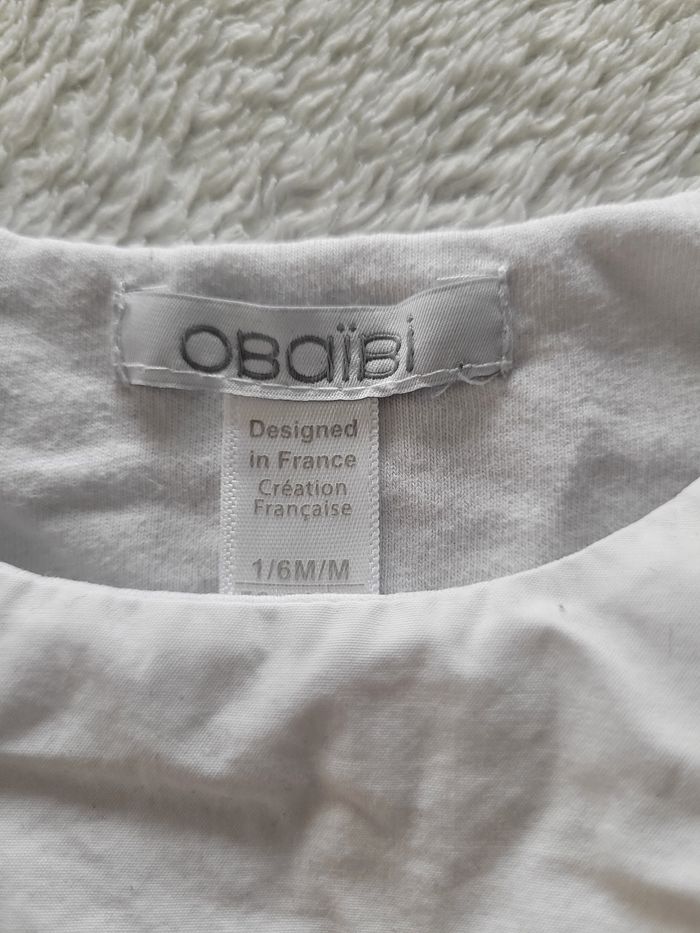 OBaïBi
Designed
in France
Création
Française
1/6M/M